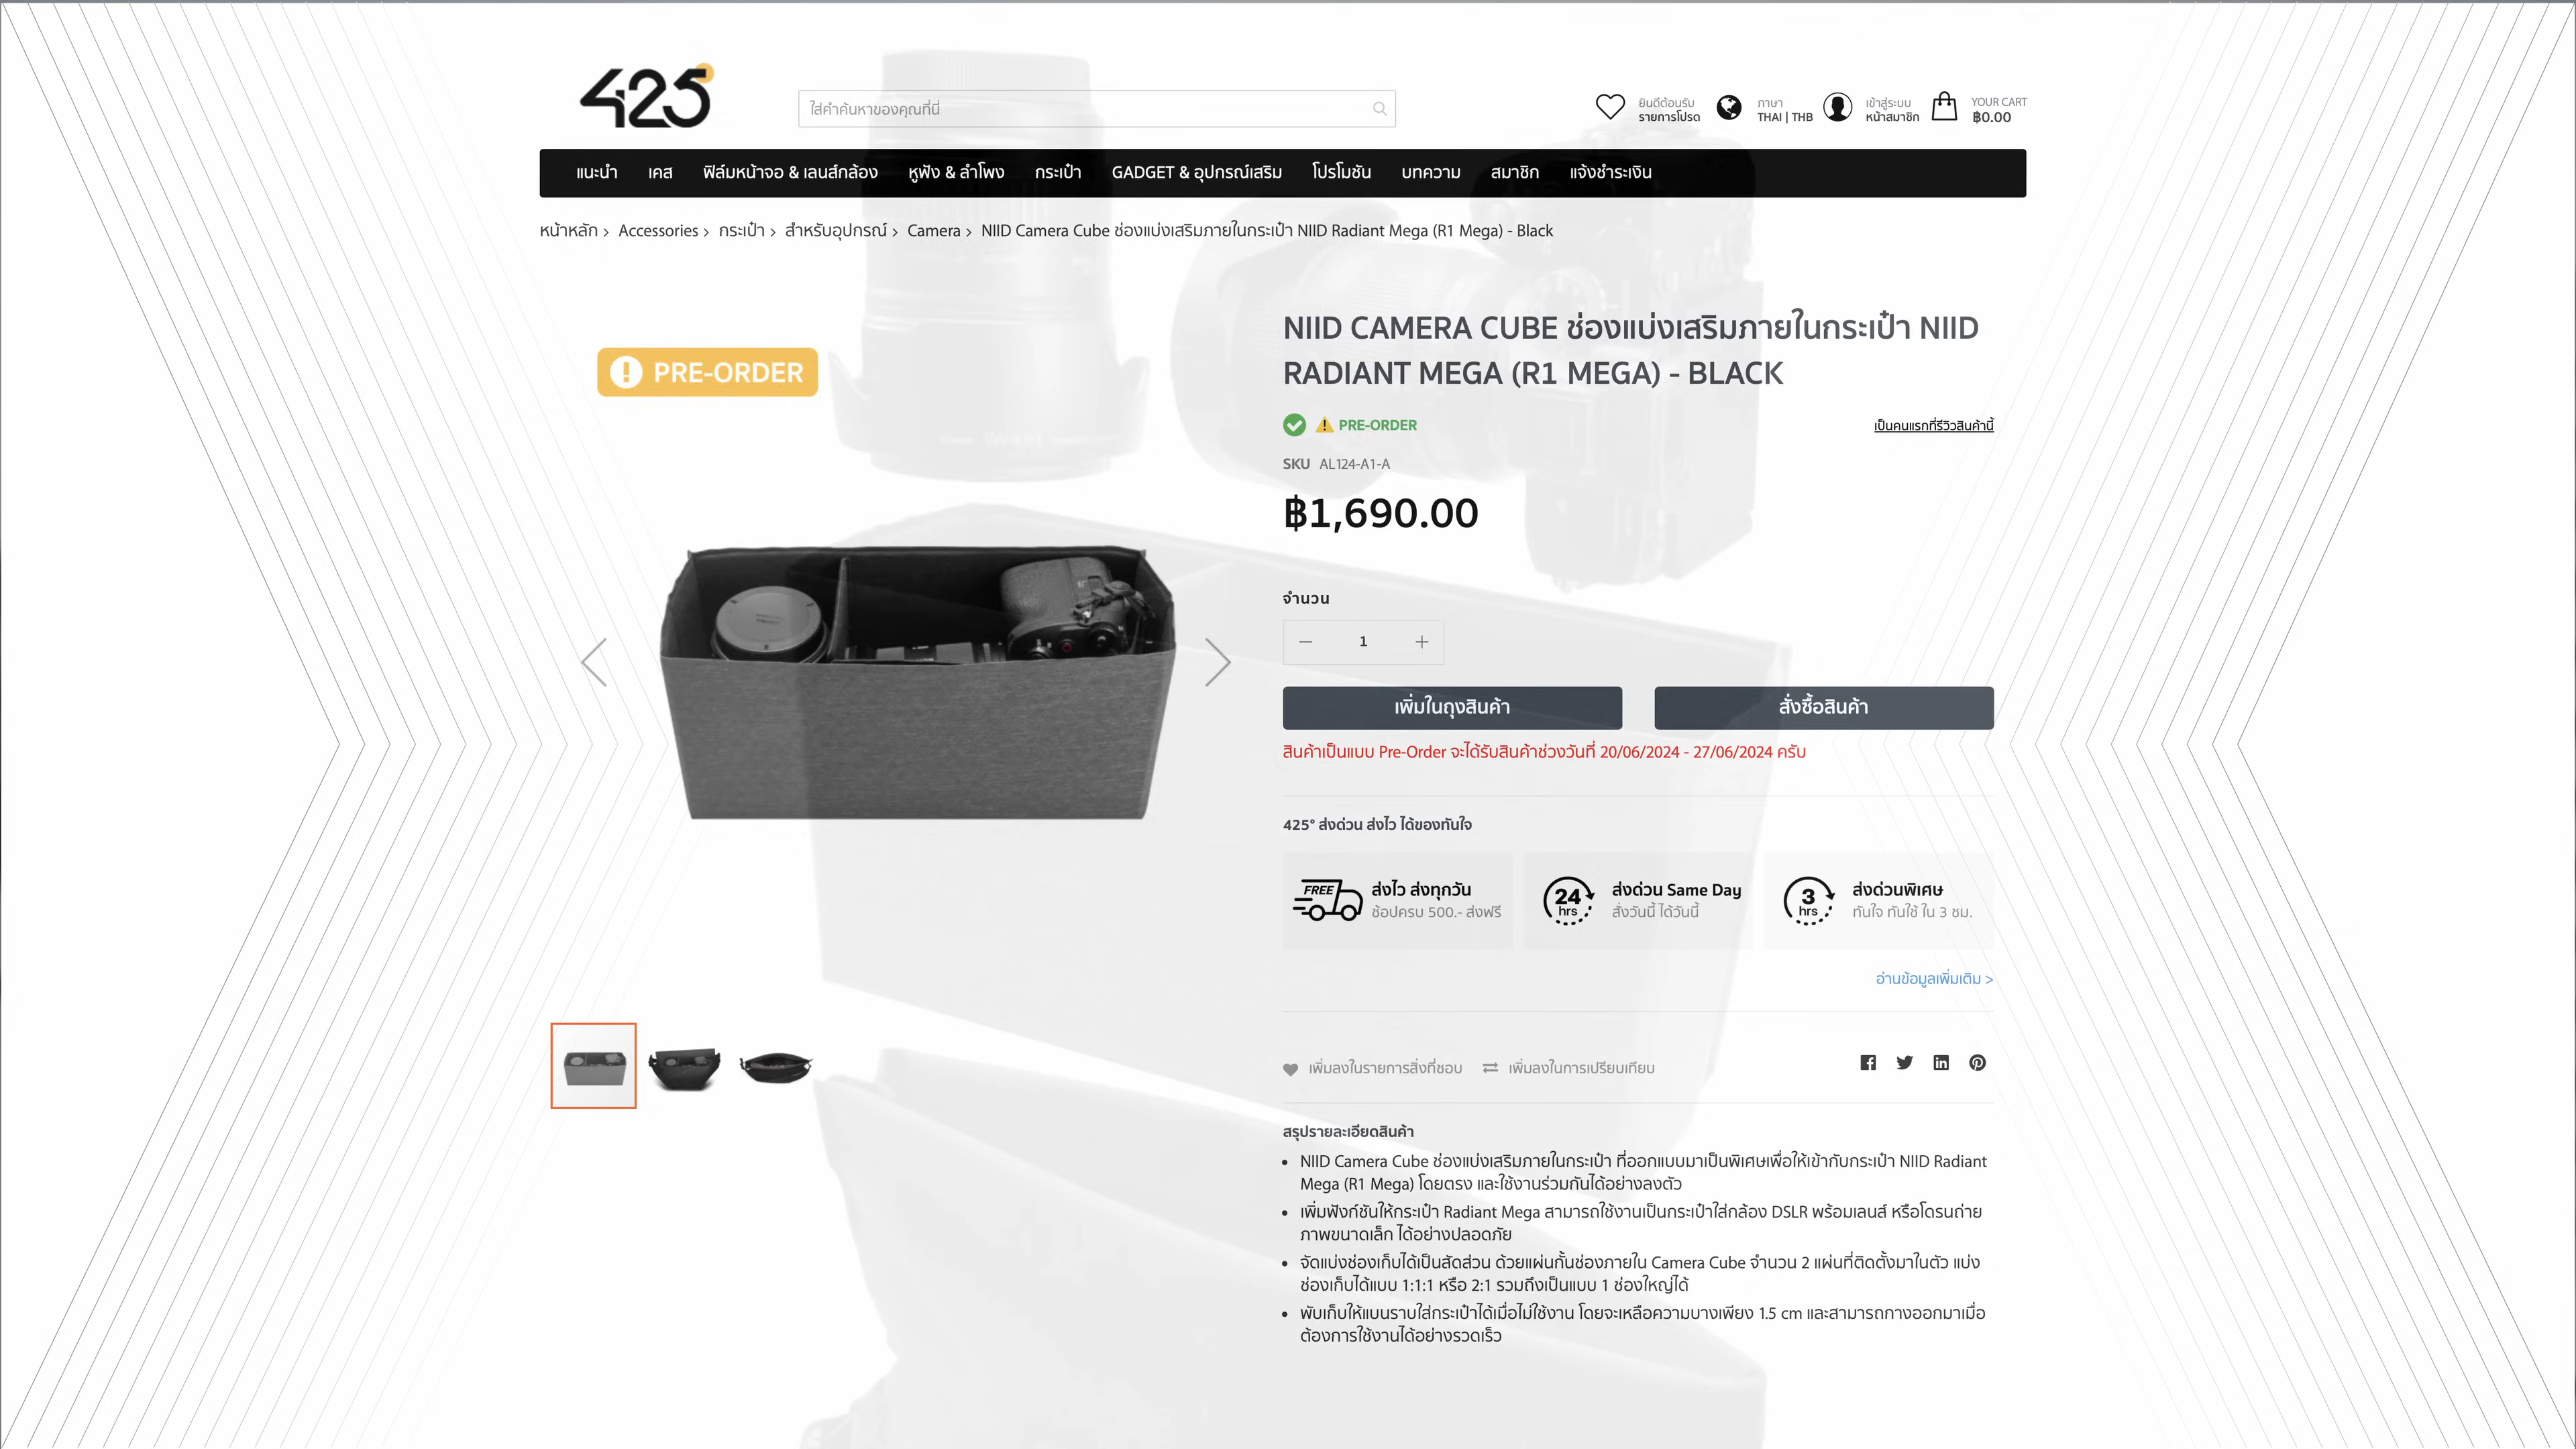 425°
ใส่คำค้นหาของคุณที่นี่
ยินดีต้อนรับ
รายการโปรด
ภาษา
THAI | THB
เข้าสู่ระบบ
หน้าสมาชิก
YOUR CART
฿0.00
แนะนำ เคส ฟิล์มหน้าจอ & เลนส์กล้อง หูฟัง & ลำโพง กระเป๋า GADGET & อุปกรณ์เสริม โปรโมชัน บทความ สมาชิก แจ้งชำระเงิน
หน้าหลัก › Accessories › กระเป๋า › สำหรับอุปกรณ์ › Camera › NIID Camera Cube ช่องแบ่งเสริมภายในกระเป๋า NIID Radiant Mega (R1 Mega) - Black
PRE-ORDER
NIID CAMERA CUBE ช่องแบ่งเสริมภายในกระเป๋า NIID
RADIANT MEGA (R1 MEGA) - BLACK
PRE-ORDER
เป็นคนแรกที่รีวิวสินค้านี้
SKU AL124-A1-A
฿1,690.00
จำนวน
1
เพิ่มในถุงสินค้า
สั่งซื้อสินค้า
สินค้าเป็นแบบ Pre-Order จะได้รับสินค้าช่วงวันที่ 20/06/2024 - 27/06/2024 ครับ
425° ส่งด่วน ส่งไว ได้ของทันใจ
FREE
ส่งไว ส่งทุกวัน
ช้อปครบ 500.- ส่งฟรี
24
hrs
ส่งด่วน Same Day
สั่งวันนี้ ได้วันนี้
3
hrs
ส่งด่วนพิเศษ
ทันใจ ทันใช้ ใน 3 ชม.
อ่านข้อมูลเพิ่มเติม >
เพิ่มลงในรายการสิ่งที่ชอบ
เพิ่มลงในการเปรียบเทียบ
สรุปรายละเอียดสินค้า
• NIID Camera Cube ช่องแบ่งเสริมภายในกระเป๋า ที่ออกแบบมาเป็นพิเศษเพื่อให้เข้ากับกระเป๋า NIID Radiant
Mega (R1 Mega) โดยตรง และใช้งานร่วมกันได้อย่างลงตัว
• เพิ่มฟังก์ชันให้กระเป๋า Radiant Mega สามารถใช้งานเป็นกระเป๋าใส่กล้อง DSLR พร้อมเลนส์ หรือโดรนถ่าย
ภาพขนาดเล็ก ได้อย่างปลอดภัย
• จัดแบ่งช่องเก็บได้เป็นสัดส่วน ด้วยแผ่นกั้นช่องภายใน Camera Cube จำนวน 2 แผ่นที่ติดตั้งมาในตัว แบ่ง
ช่องเก็บได้แบบ 1:1:1 หรือ 2:1 รวมถึงเป็นแบบ 1 ช่องใหญ่ได้
• พับเก็บให้แบนราบใส่กระเป๋าได้เมื่อไม่ใช้งาน โดยจะเหลือความบางเพียง 1.5 cm และสามารถกางออกมาเมื่อ
ต้องการใช้งานได้อย่างรวดเร็ว